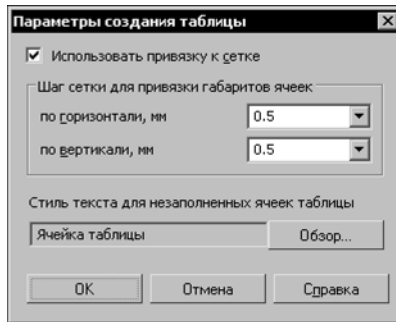 Параметры создания таблицы
Использовать привязку к сетке
Шаг сетки для привязки габаритов ячеек
по горизонтали, мм 0.5
по вертикали, мм 0.5
Стиль текста для незаполненных ячеек таблицы
Ячейка таблицы Обзор...
OK Отмена Справка